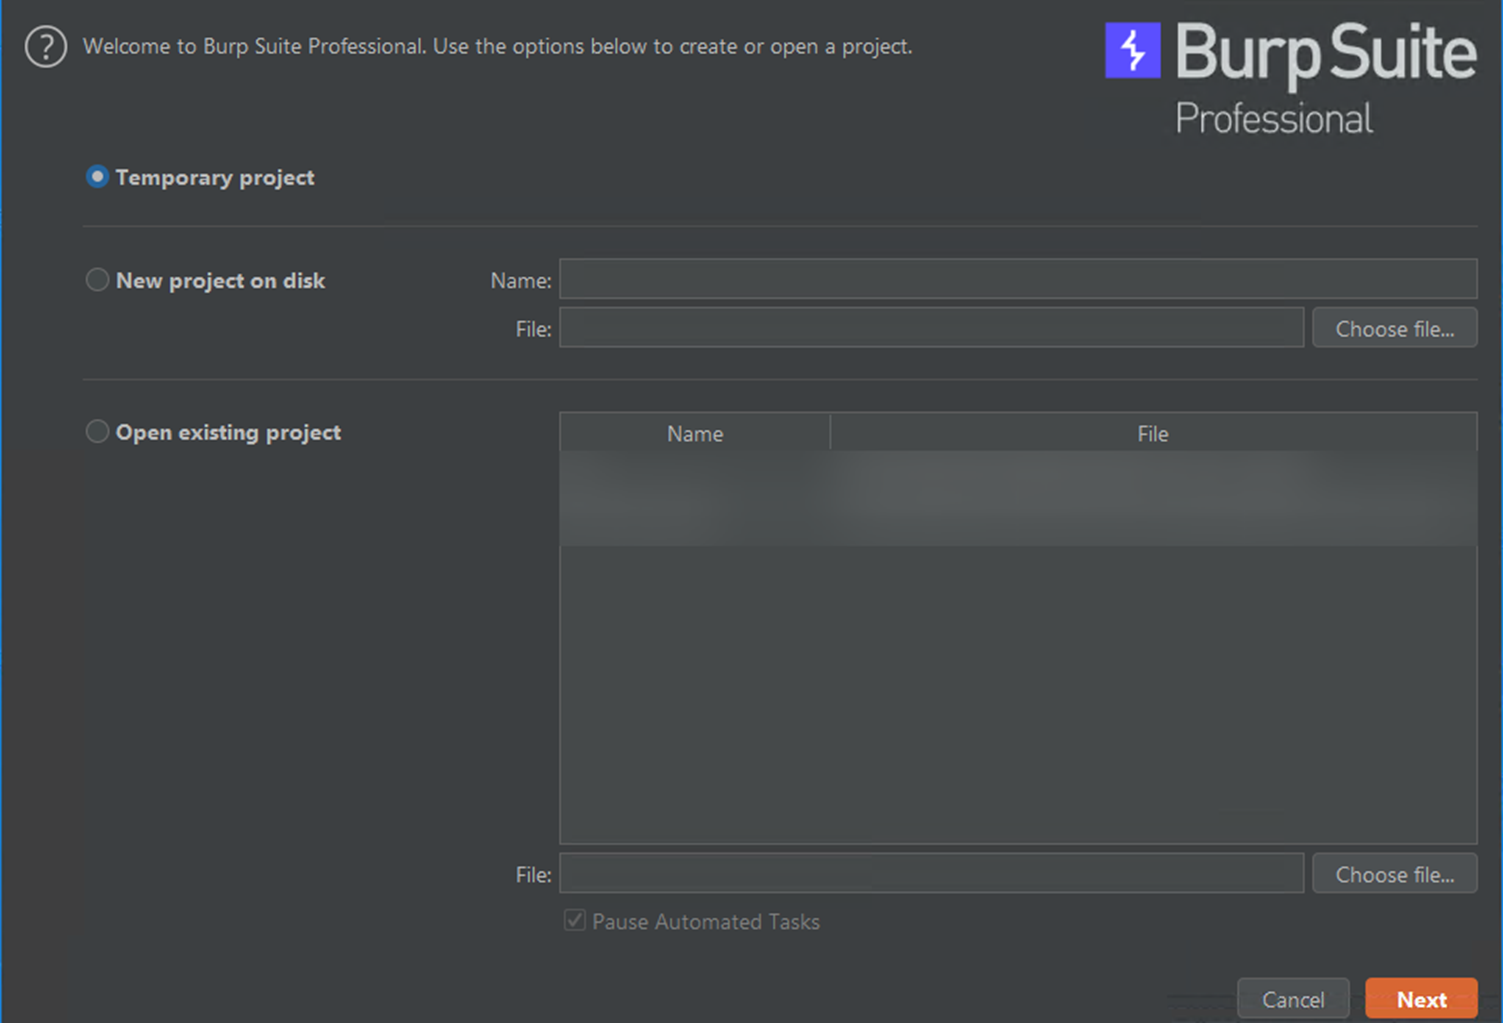 ? Welcome to Burp Suite Professional. Use the options below to create or open a project.
Burp Suite
Professional
Temporary project
New project on disk
Name:
File:
Choose file...
Open existing project
Name
File
File:
Choose file...
Pause Automated Tasks
Cancel
Next